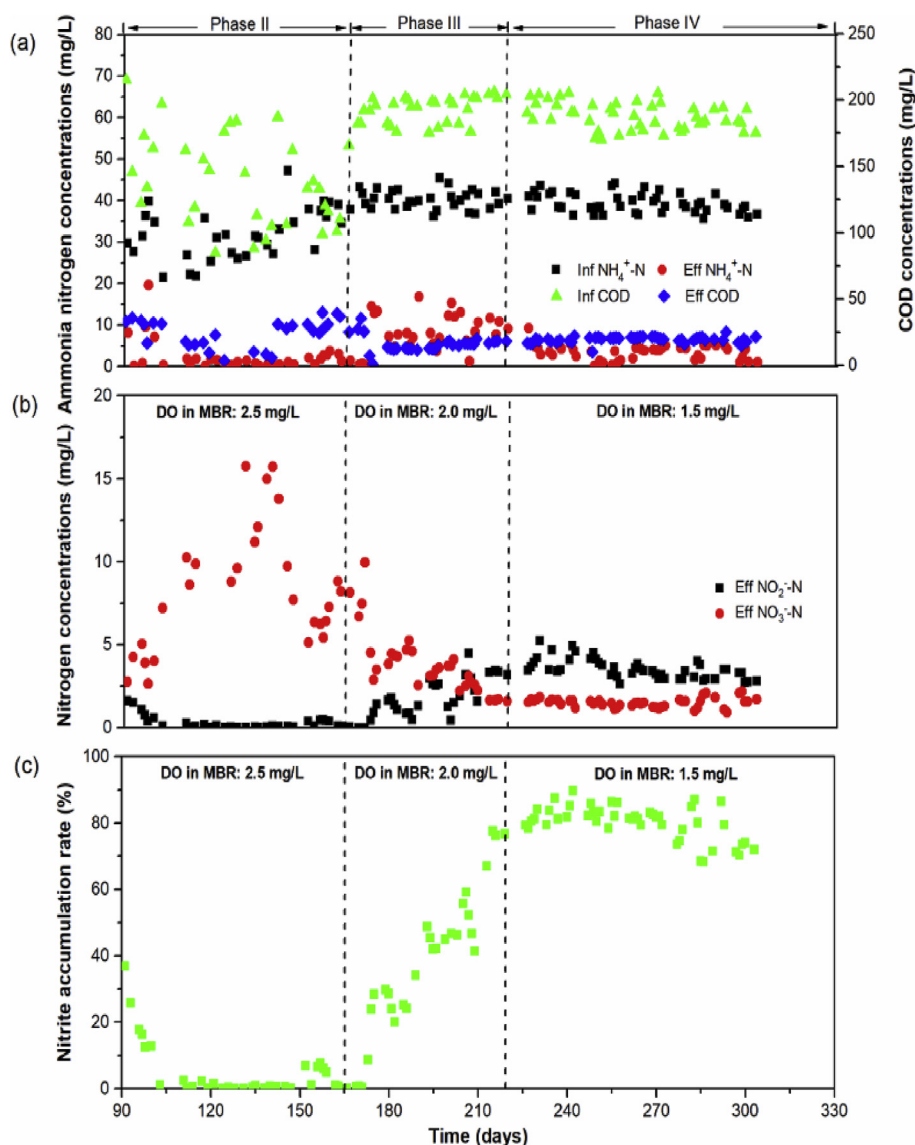 (a)
Phase II
Phase III
Phase IV
Ammonia nitrogen concentrations (mg/L)
80
70
60
50
40
30
20
10
0
COD concentrations (mg/L)
250
200
150
100
50
0
Inf NH₄⁺-N
Eff NH₄⁺-N
Inf COD
Eff COD
(b)
Nitrogen concentrations (mg/L)
20
15
10
5
0
DO in MBR: 2.5 mg/L
DO in MBR: 2.0 mg/L
DO in MBR: 1.5 mg/L
Eff NO₂⁻-N
Eff NO₃⁻-N
(c)
Nitrite accumulation rate (%)
100
80
60
40
20
0
DO in MBR: 2.5 mg/L
DO in MBR: 2.0 mg/L
DO in MBR: 1.5 mg/L
90 120 150 180 210 240 270 300 330
Time (days)